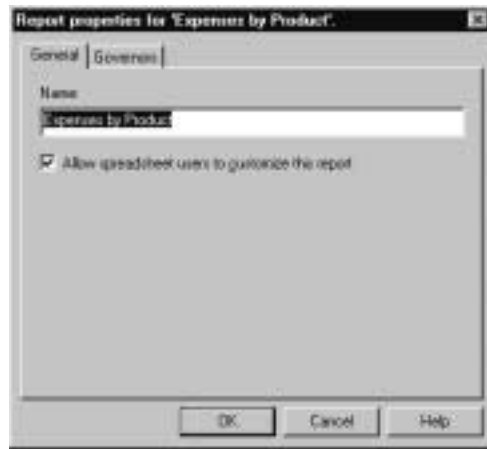 Report properties for 'Expenses by Product'.
General Governors
Name
Expenses by Product
Allow spreadsheet users to customize this report
OK Cancel Help